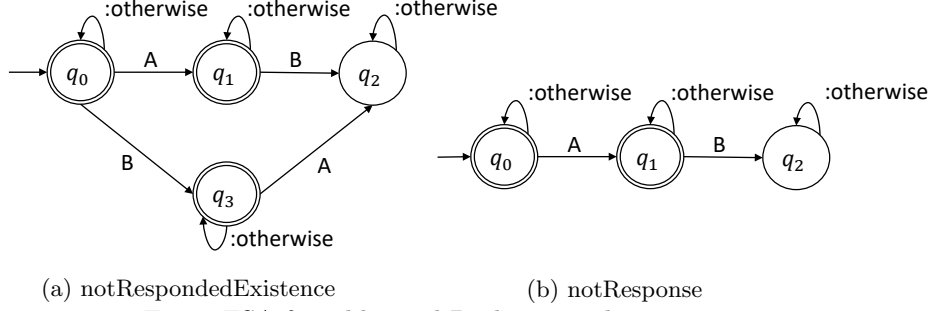 :otherwise :otherwise :otherwise
q0 A q1 B q2
B A
q3
:otherwise
:otherwise :otherwise :otherwise
q0 A q1 B q2
(a) notRespondedExistence
(b) notResponse